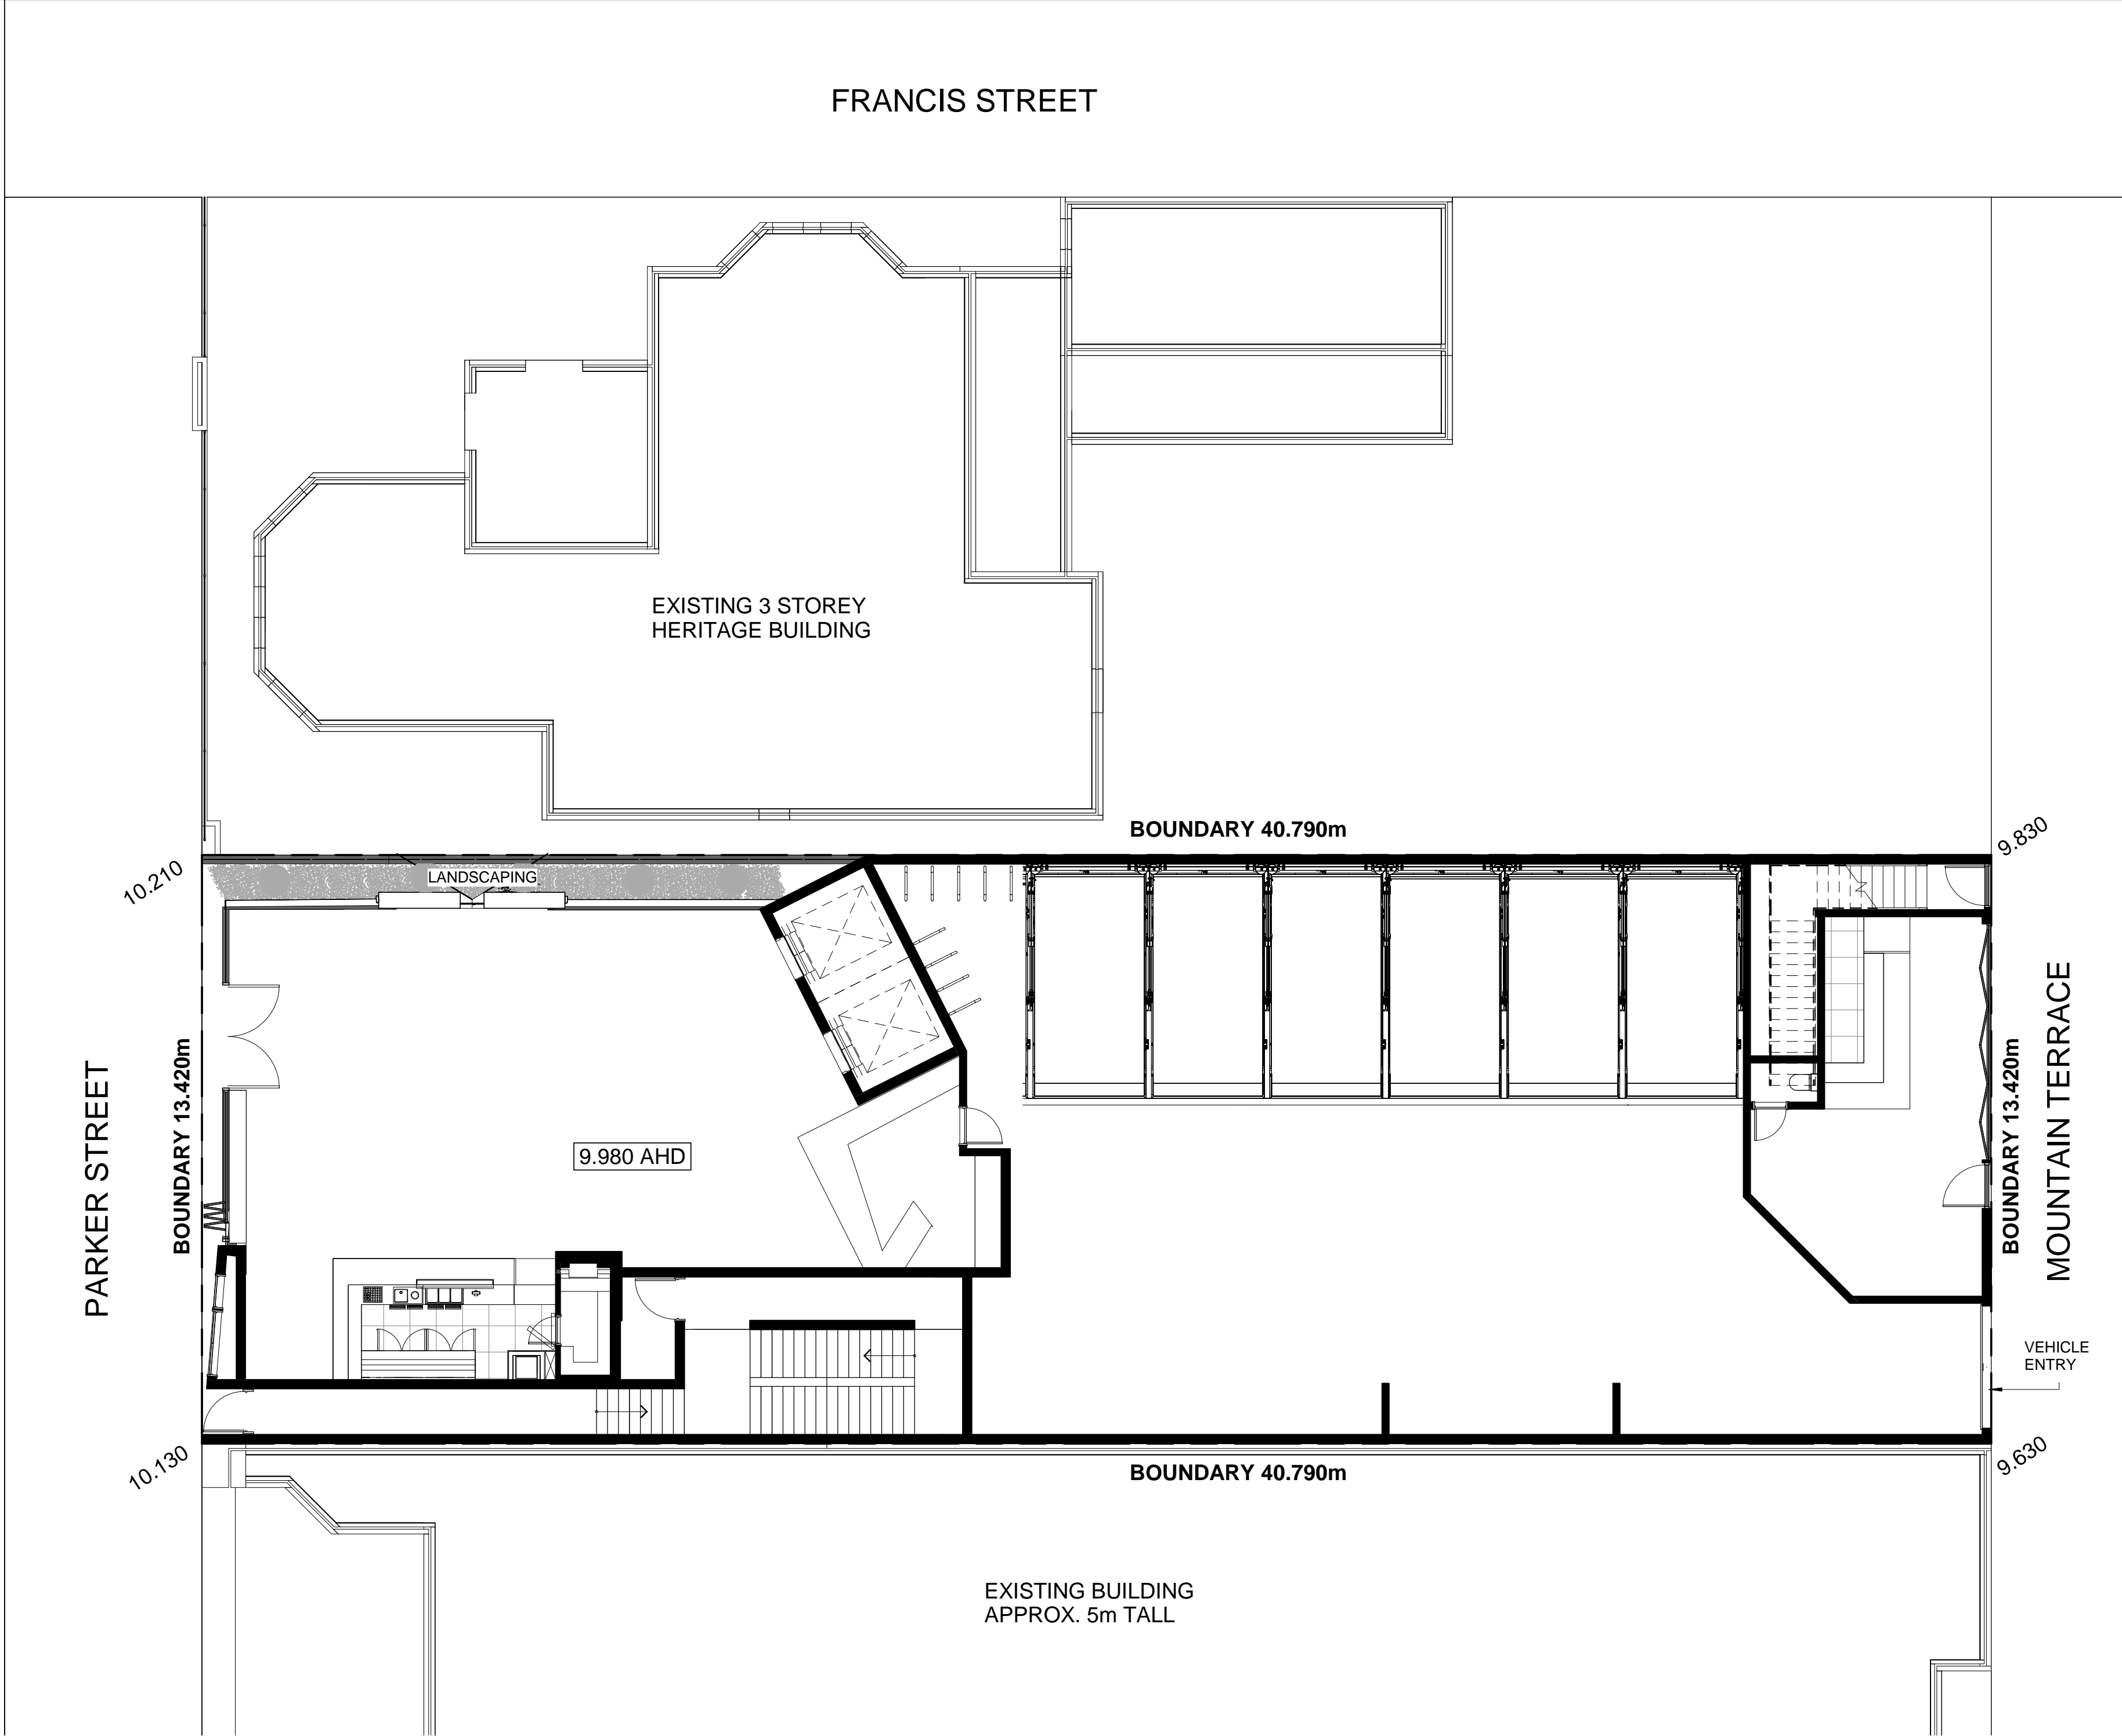 FRANCIS STREET
EXISTING 3 STOREY
HERITAGE BUILDING
BOUNDARY 40.790m
9.830
10.210
LANDSCAPING
PARKER STREET
BOUNDARY 13.420m
9.980 AHD
BOUNDARY 13.420m
MOUNTAIN TERRACE
VEHICLE
ENTRY
10.130
BOUNDARY 40.790m
9.630
EXISTING BUILDING
APPROX. 5m TALL